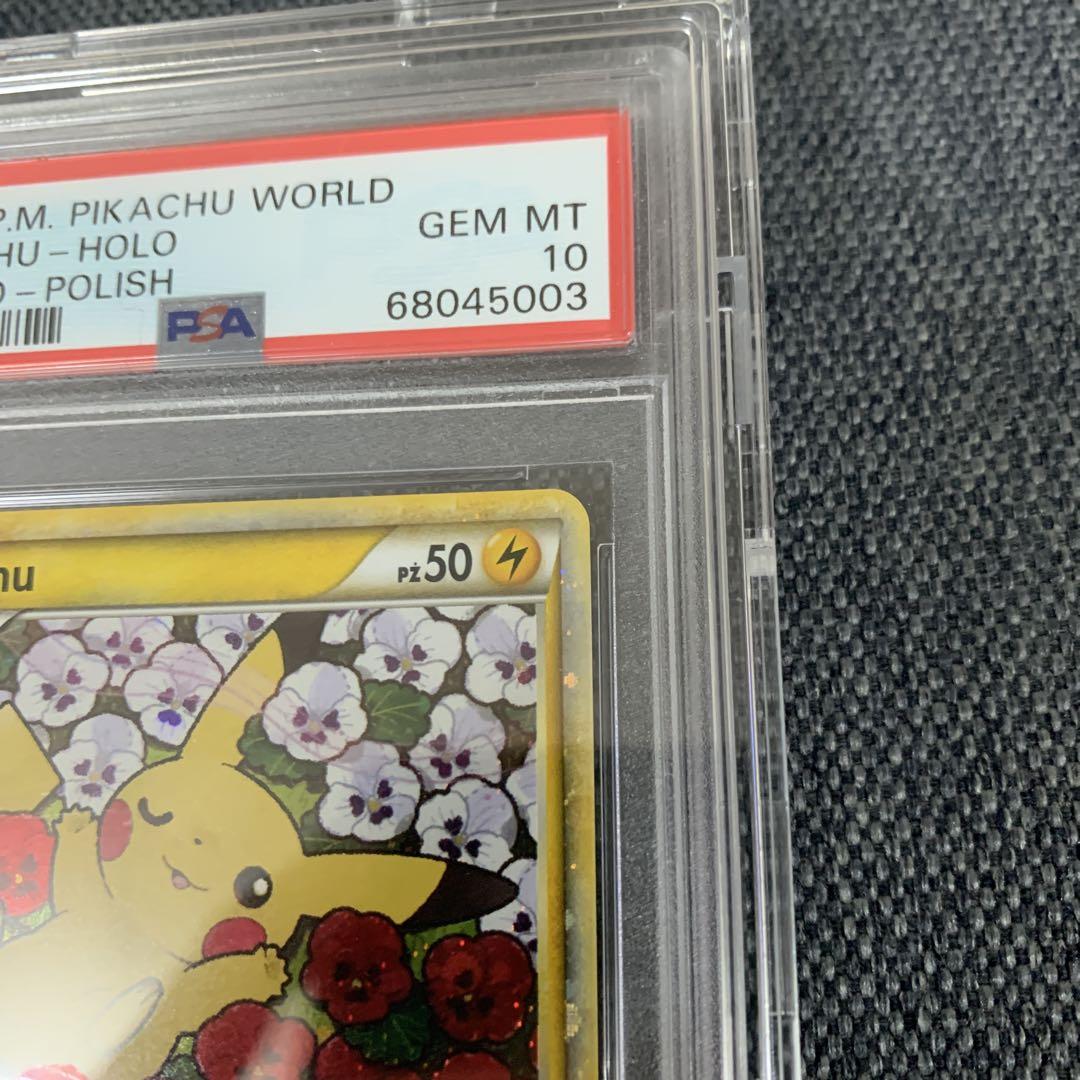 P.M. PIKACHU WORLD
GEM MT
HU - HOLO
10
- POLISH
68045003
PSA
hu
PŻ50